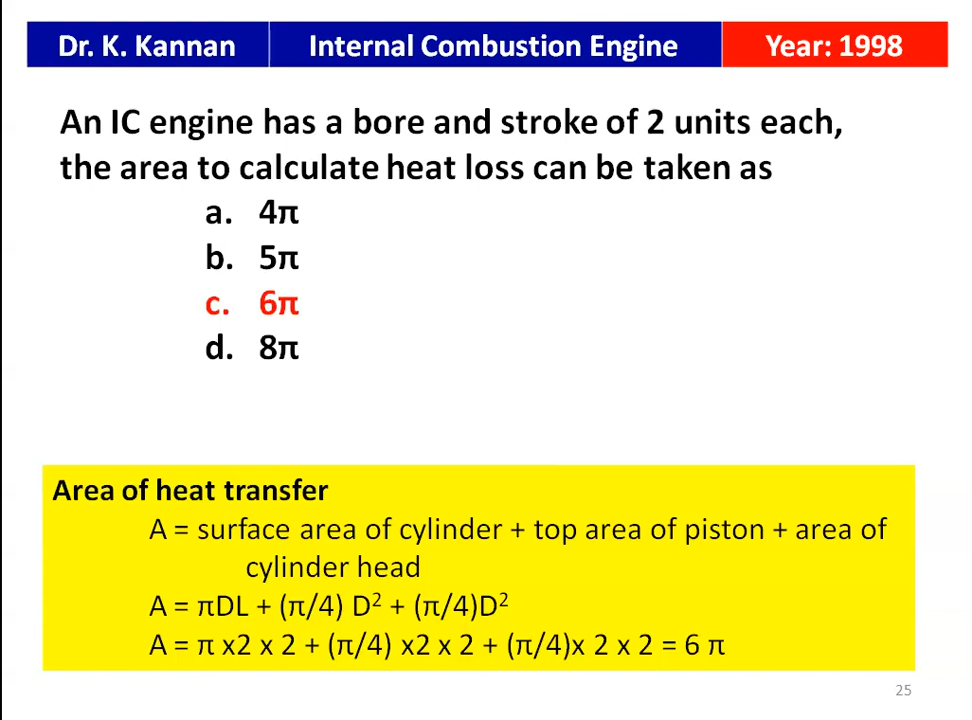 Dr. K. Kannan Internal Combustion Engine Year: 1998
An IC engine has a bore and stroke of 2 units each,
the area to calculate heat loss can be taken as
a. 4π
b. 5π
c. 6π
d. 8π
Area of heat transfer
A = surface area of cylinder + top area of piston + area of
cylinder head
A = πDL + (π/4) D² + (π/4)D²
A = π x2 x 2 + (π/4) x2 x 2 + (π/4)x 2 x 2 = 6 π
25